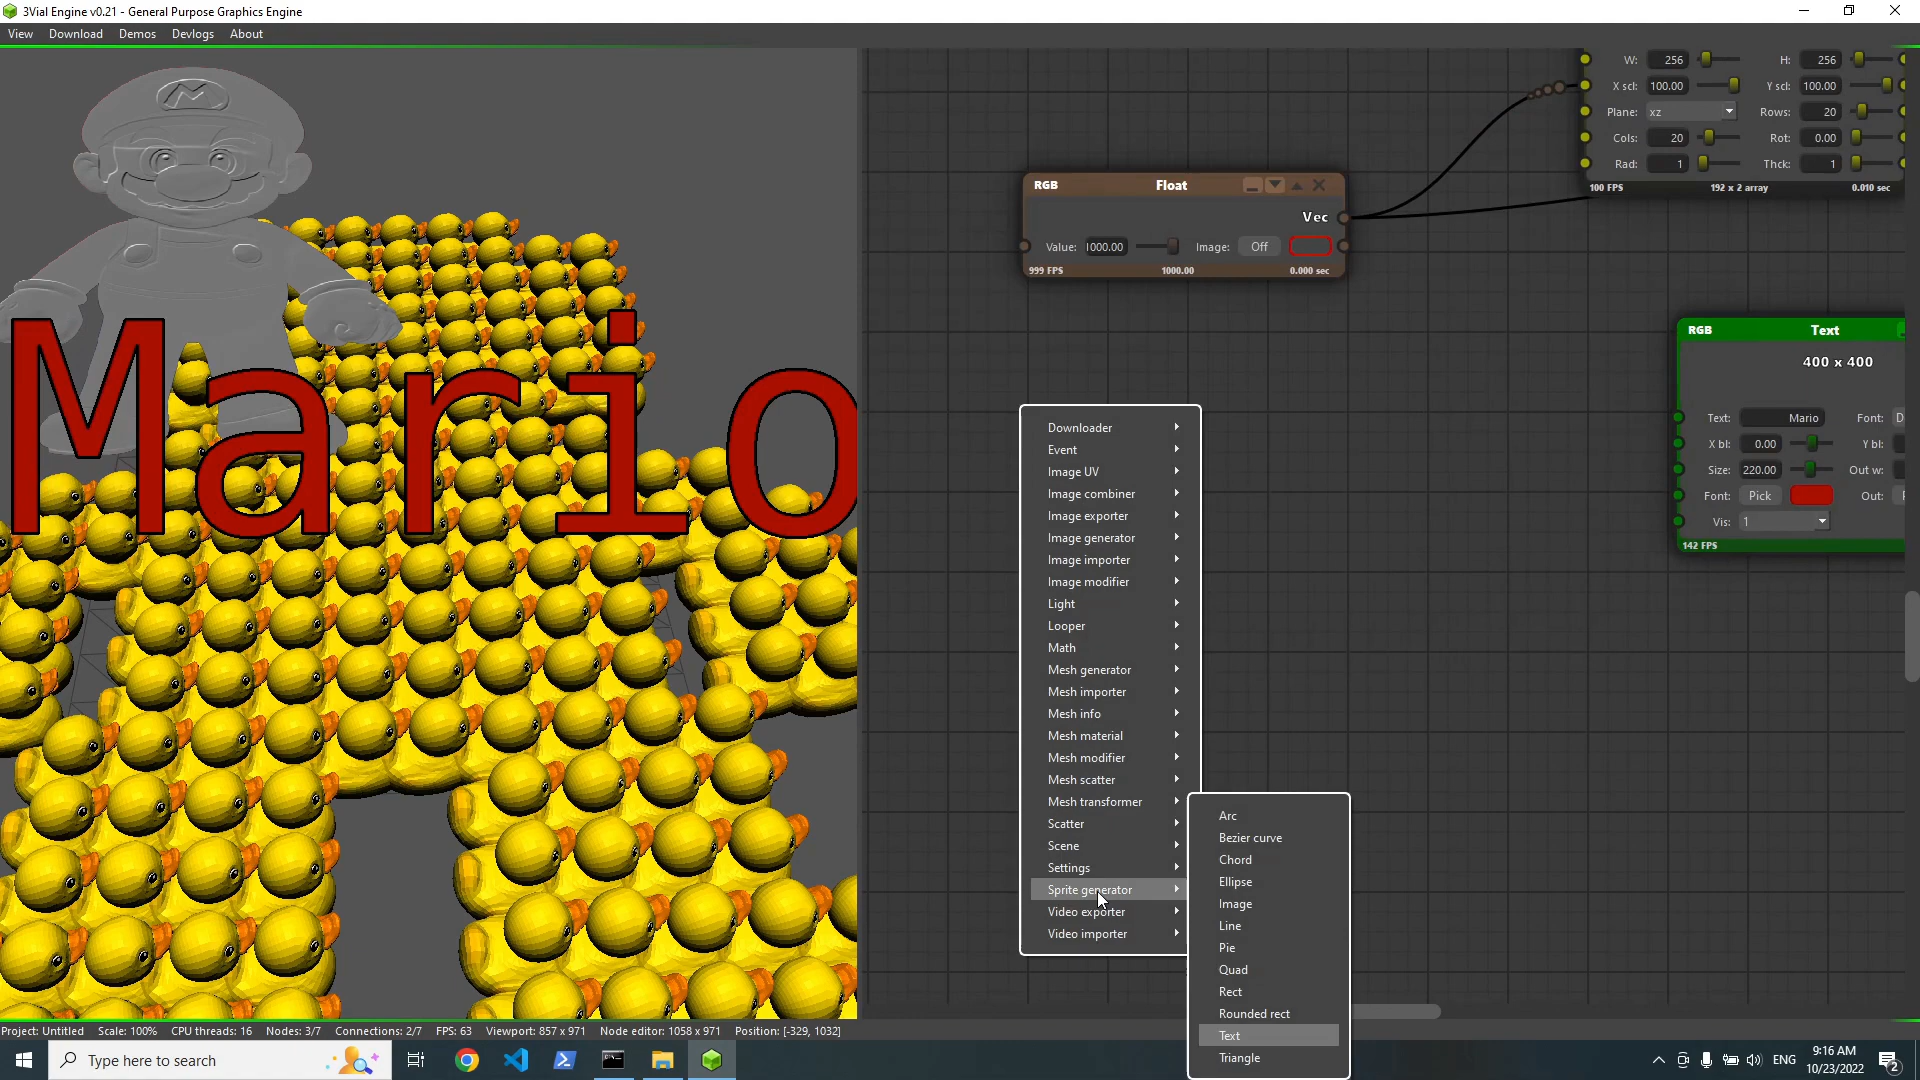 3Vial Engine v0.21 - General Purpose Graphics Engine
View Download Demos Devlogs About
W: 256 H: 256
X scl: 100.00 Y scl: 100.00
Plane: xz Rows: 20
Cols: 20 Rot: 0.00
Rad: 1 Thck: 1
100 FPS 192 x 2 array 0.010 sec
RGB Float
Vec
Value: 1000.00 Image: Off
999 FPS 1000.00 0.000 sec
M
Mario
RGB Text
400 x 400
Text: Mario Font: D
X bl: 0.00 Y bl:
Size: 220.00 Out w:
Font: Pick Out:
Vis: 1
142 FPS
Downloader
Event
Image UV
Image combiner
Image exporter
Image generator
Image importer
Image modifier
Light
Looper
Math
Mesh generator
Mesh importer
Mesh info
Mesh material
Mesh modifier
Mesh scatter
Mesh transformer
Scatter
Scene
Settings
Sprite generator
Video exporter
Video importer
Arc
Bezier curve
Chord
Ellipse
Image
Line
Pie
Quad
Rect
Rounded rect
Text
Triangle
Project: Untitled Scale: 100% CPU threads: 16 Nodes: 3/7 Connections: 2/7 FPS: 63 Viewport: 857 x 971 Node editor: 1058 x 971 Position: [-329, 1032]
Type here to search
ENG
9:16 AM
10/23/2022
2